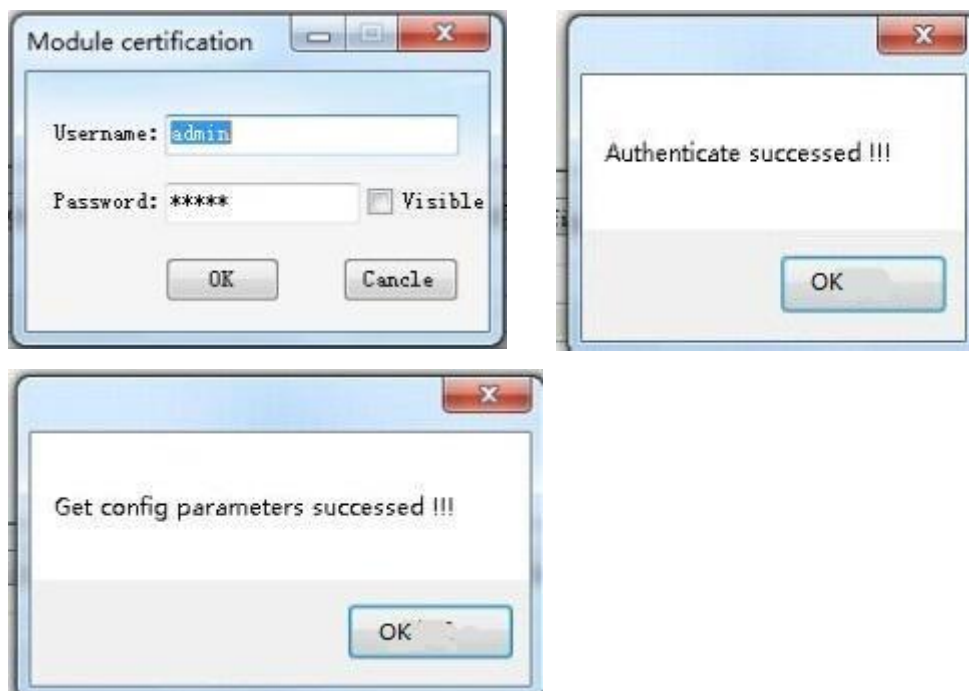 Module certification
Username: admin
Password: ***** Visible
OK Cancle
Authenticate successed !!!
OK
Get config parameters successed !!!
OK